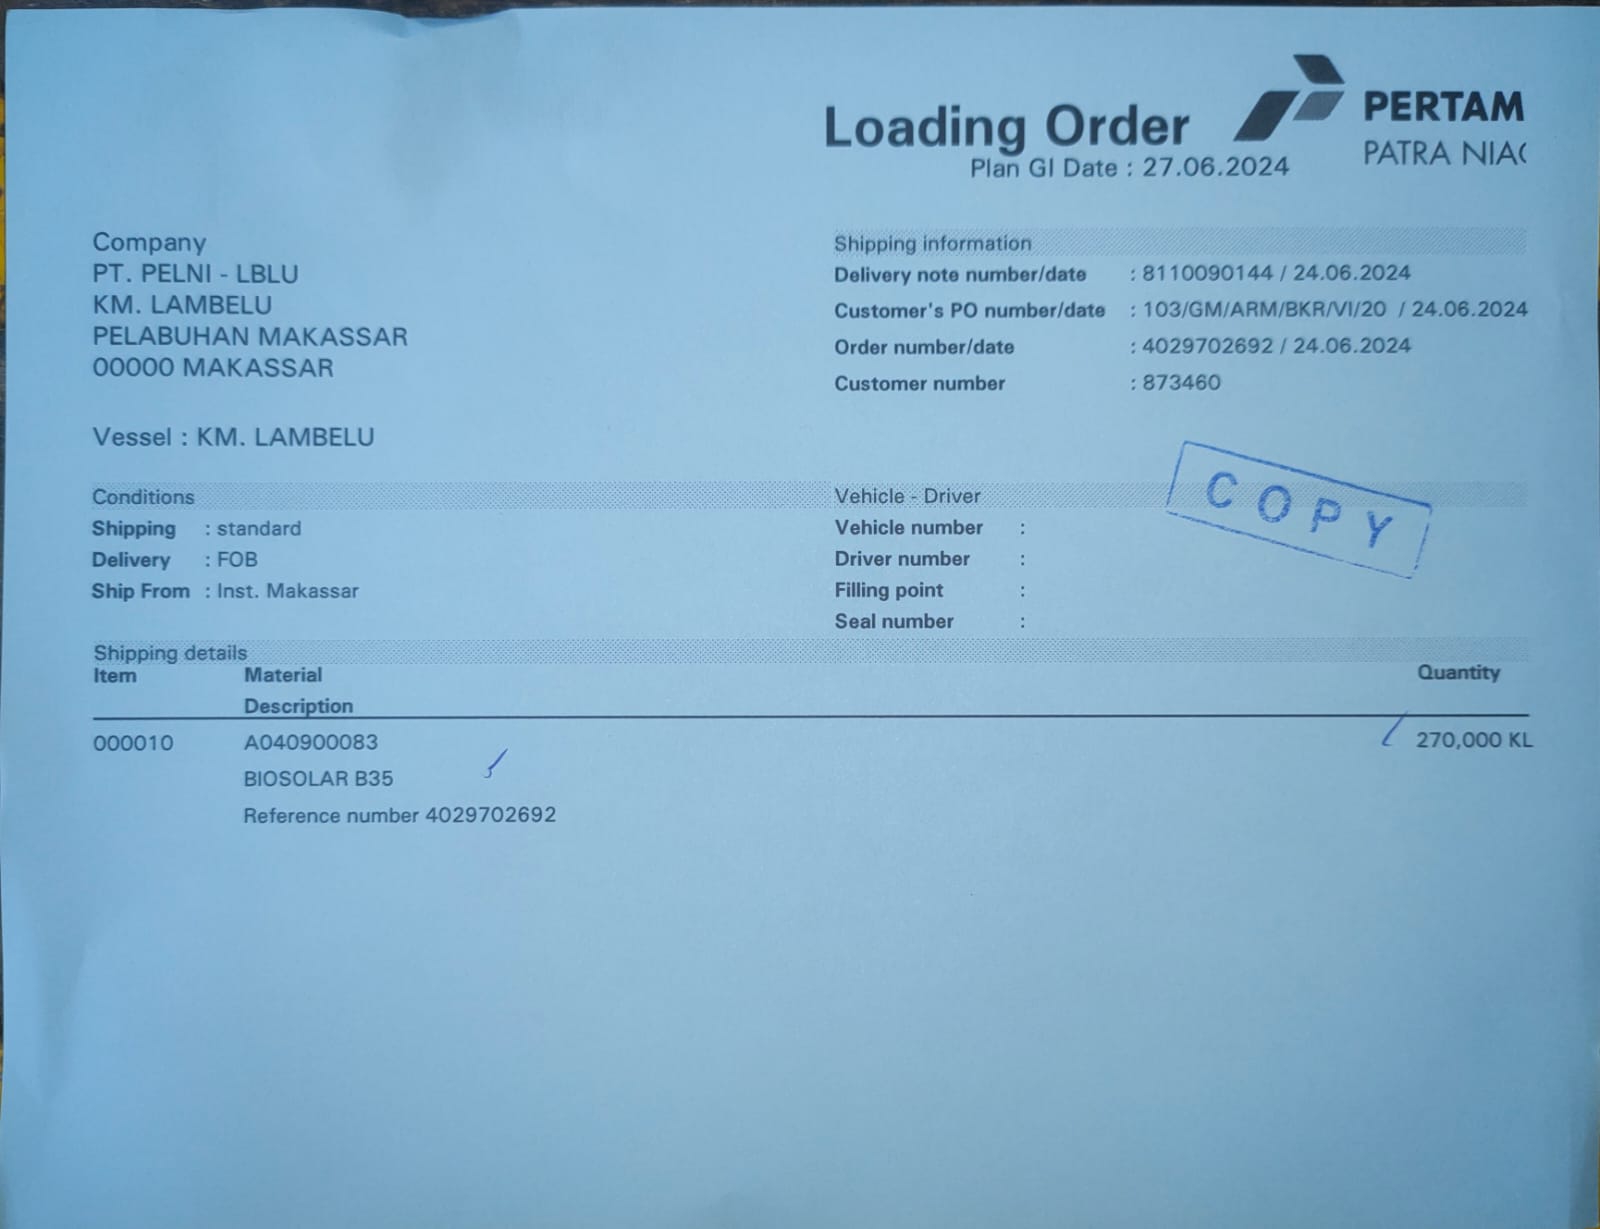 Loading Order
PERTAM
PATRA NIA
Plan GI Date : 27.06.2024
Company
PT. PELNI - LBLU
KM. LAMBELU
PELABUHAN MAKASSAR
00000 MAKASSAR
Vessel : KM. LAMBELU
Shipping information
Delivery note number/date : 8110090144 / 24.06.2024
Customer's PO number/date : 103/GM/ARM/BKR/VI/20 / 24.06.2024
Order number/date : 4029702692 / 24.06.2024
Customer number : 873460
COPY
Conditions
Shipping : standard
Delivery : FOB
Ship From : Inst. Makassar
Vehicle - Driver
Vehicle number :
Driver number :
Filling point :
Seal number :
Shipping details
Item Material Quantity
Description
000010 A040900083 270,000 KL
BIOSOLAR B35
Reference number 4029702692